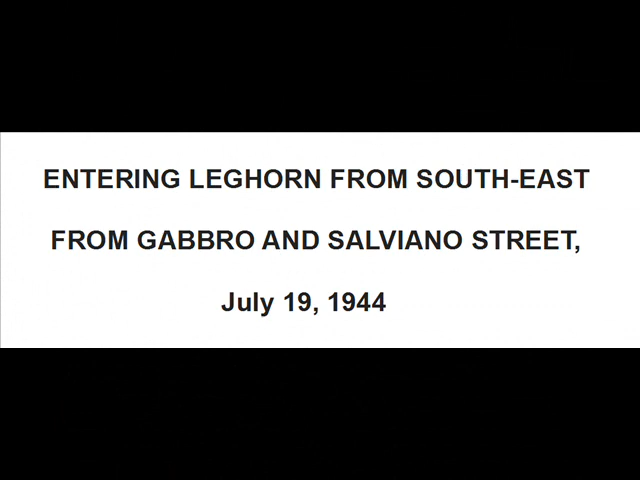 ENTERING LEGHORN FROM SOUTH-EAST
FROM GABBRO AND SALVIANO STREET,
July 19, 1944